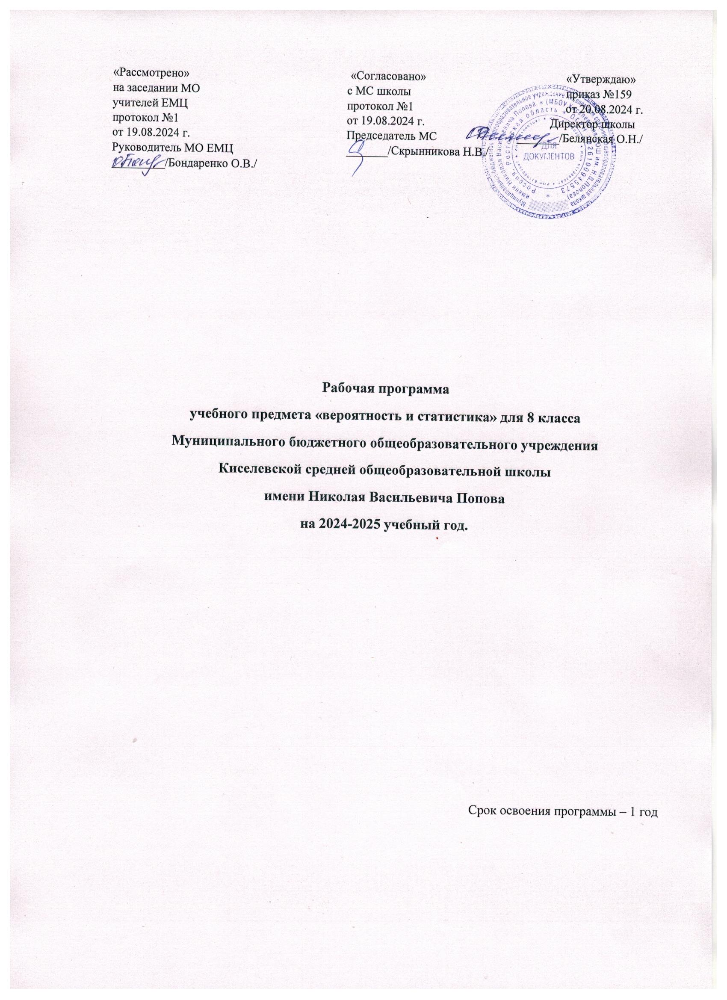 «Рассмотрено»
на заседании МО
учителей ЕМЦ
протокол №1
от 19.08.2024 г.
Руководитель МО ЕМЦ
_________/Бондаренко О.В./
«Согласовано»
с МС школы
протокол №1
от 19.08.2024 г.
Председатель МС
_______/Скрынникова Н.В./
«Утверждаю»
приказ №159
от 20.08.2024 г.
Директор школы
_______/Белянская О.Н./
ДЛЯ
ДОКУМЕНТОВ
Рабочая программа
учебного предмета «вероятность и статистика» для 8 класса
Муниципального бюджетного общеобразовательного учреждения
Киселевской средней общеобразовательной школы
имени Николая Васильевича Попова
на 2024-2025 учебный год.
Срок освоения программы – 1 год